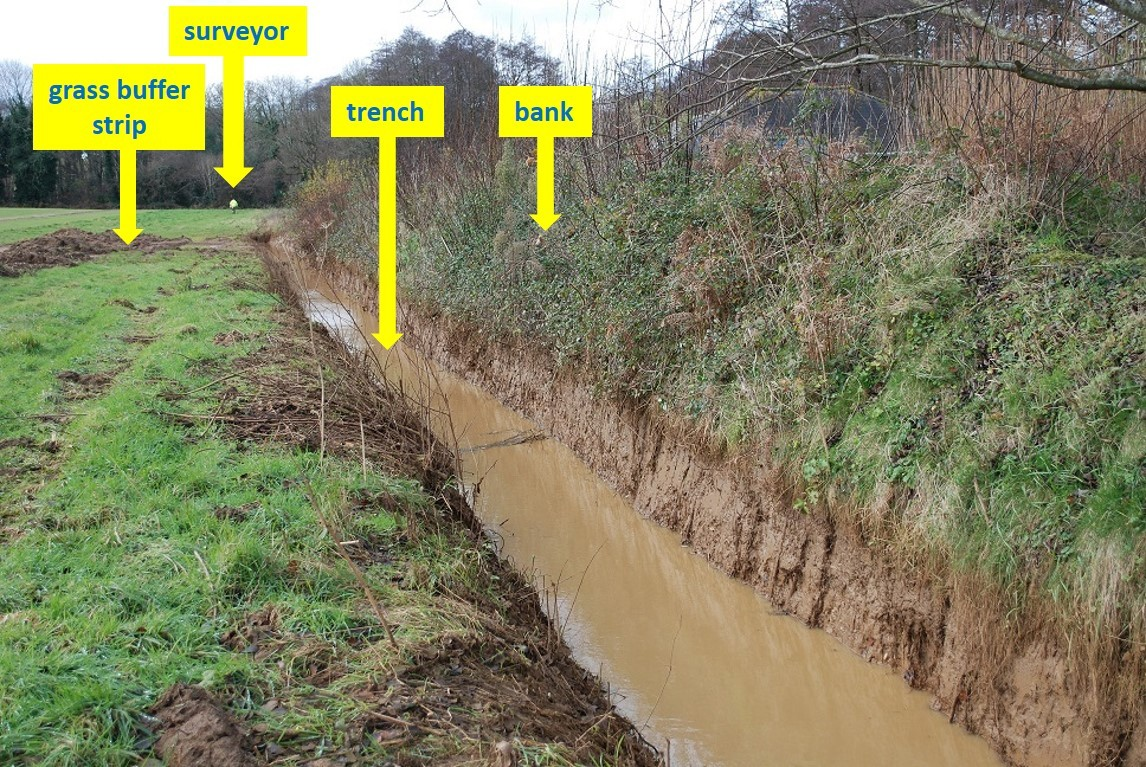 surveyor
grass buffer
strip
trench
bank